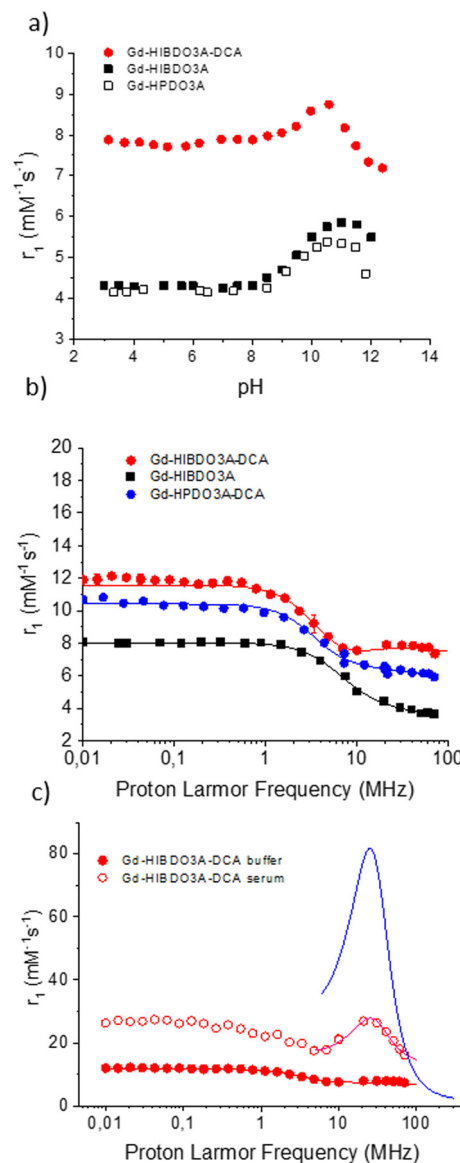 a)
Gd-HIBDO3A-DCA
Gd-HIBDO3A
Gd-HPDO3A
10
9
8
7
6
5
4
3
r₁ (mM⁻¹s⁻¹)
2 4 6 8 10 12 14
pH
b)
Gd-HIBDO3A-DCA
Gd-HIBDO3A
Gd-HPDO3A-DCA
20
18
16
14
12
10
8
6
4
2
r₁ (mM⁻¹s⁻¹)
0,01 0,1 1 10 100
Proton Larmor Frequency (MHz)
c)
Gd-HIBDO3A-DCA buffer
Gd-HIBDO3A-DCA serum
80
60
40
20
0
r₁ (mM⁻¹s⁻¹)
0,01 0,1 1 10 100
Proton Larmor Frequency (MHz)